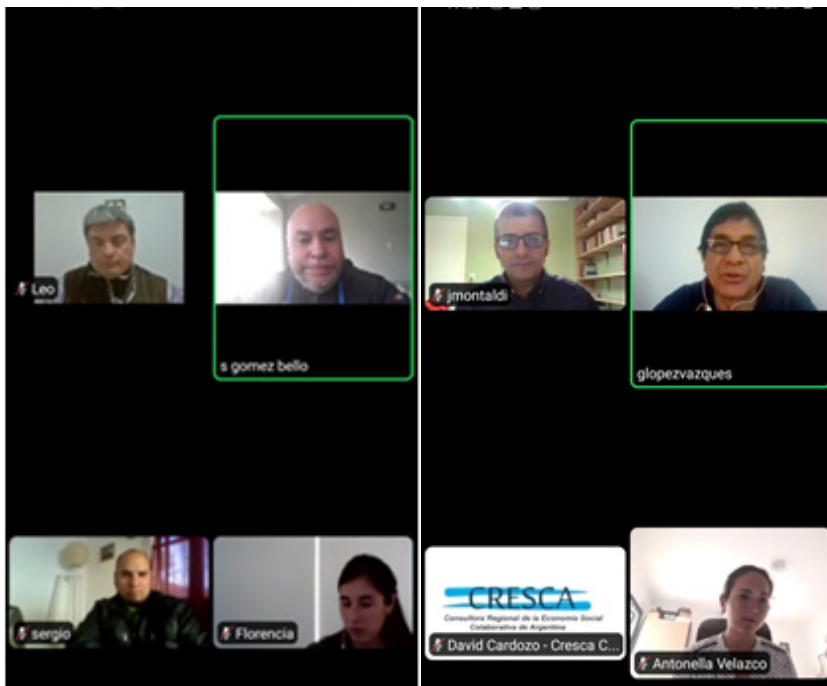 Leo
s gomez bello
jmontaldi
glopezvazques
sergio
Florencia
CRESCA
Consultora Regional de la Economía Social
Colaborativa de Argentina
David Cardozo - Cresca C...
Antonella Velazco